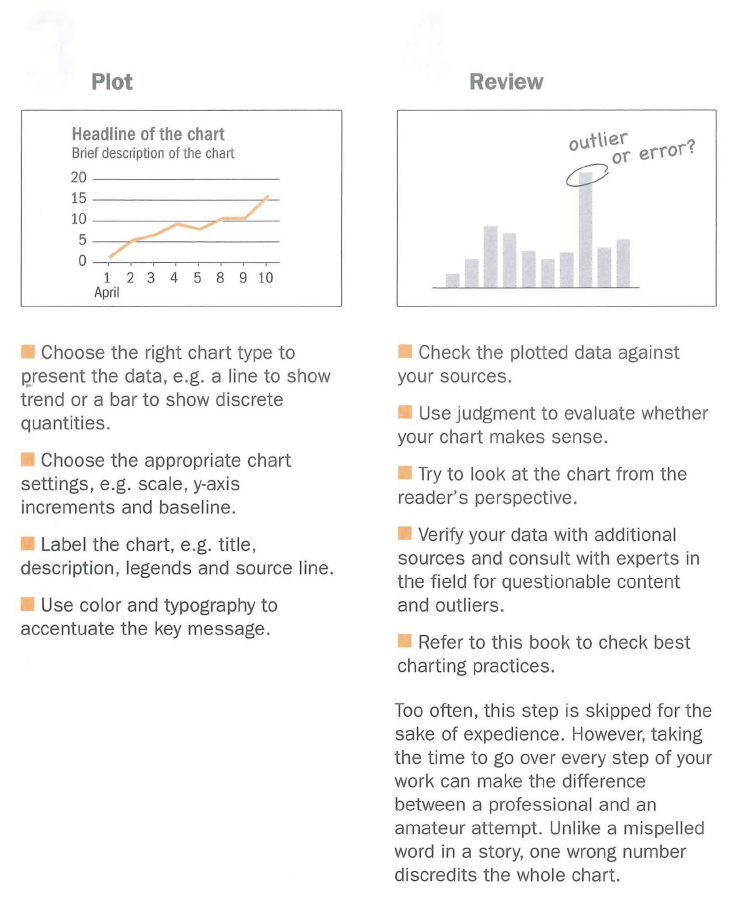 3
Plot
Headline of the chart
Brief description of the chart
20
15
10
5
0
1 2 3 4 5 8 9 10
April
Choose the right chart type to
present the data, e.g. a line to show
trend or a bar to show discrete
quantities.
Choose the appropriate chart
settings, e.g. scale, y-axis
increments and baseline.
Label the chart, e.g. title,
description, legends and source line.
Use color and typography to
accentuate the key message.
4
Review
outlier
or error?
Check the plotted data against
your sources.
Use judgment to evaluate whether
your chart makes sense.
Try to look at the chart from the
reader's perspective.
Verify your data with additional
sources and consult with experts in
the field for questionable content
and outliers.
Refer to this book to check best
charting practices.
Too often, this step is skipped for the
sake of expedience. However, taking
the time to go over every step of your
work can make the difference
between a professional and an
amateur attempt. Unlike a mispelled
word in a story, one wrong number
discredits the whole chart.